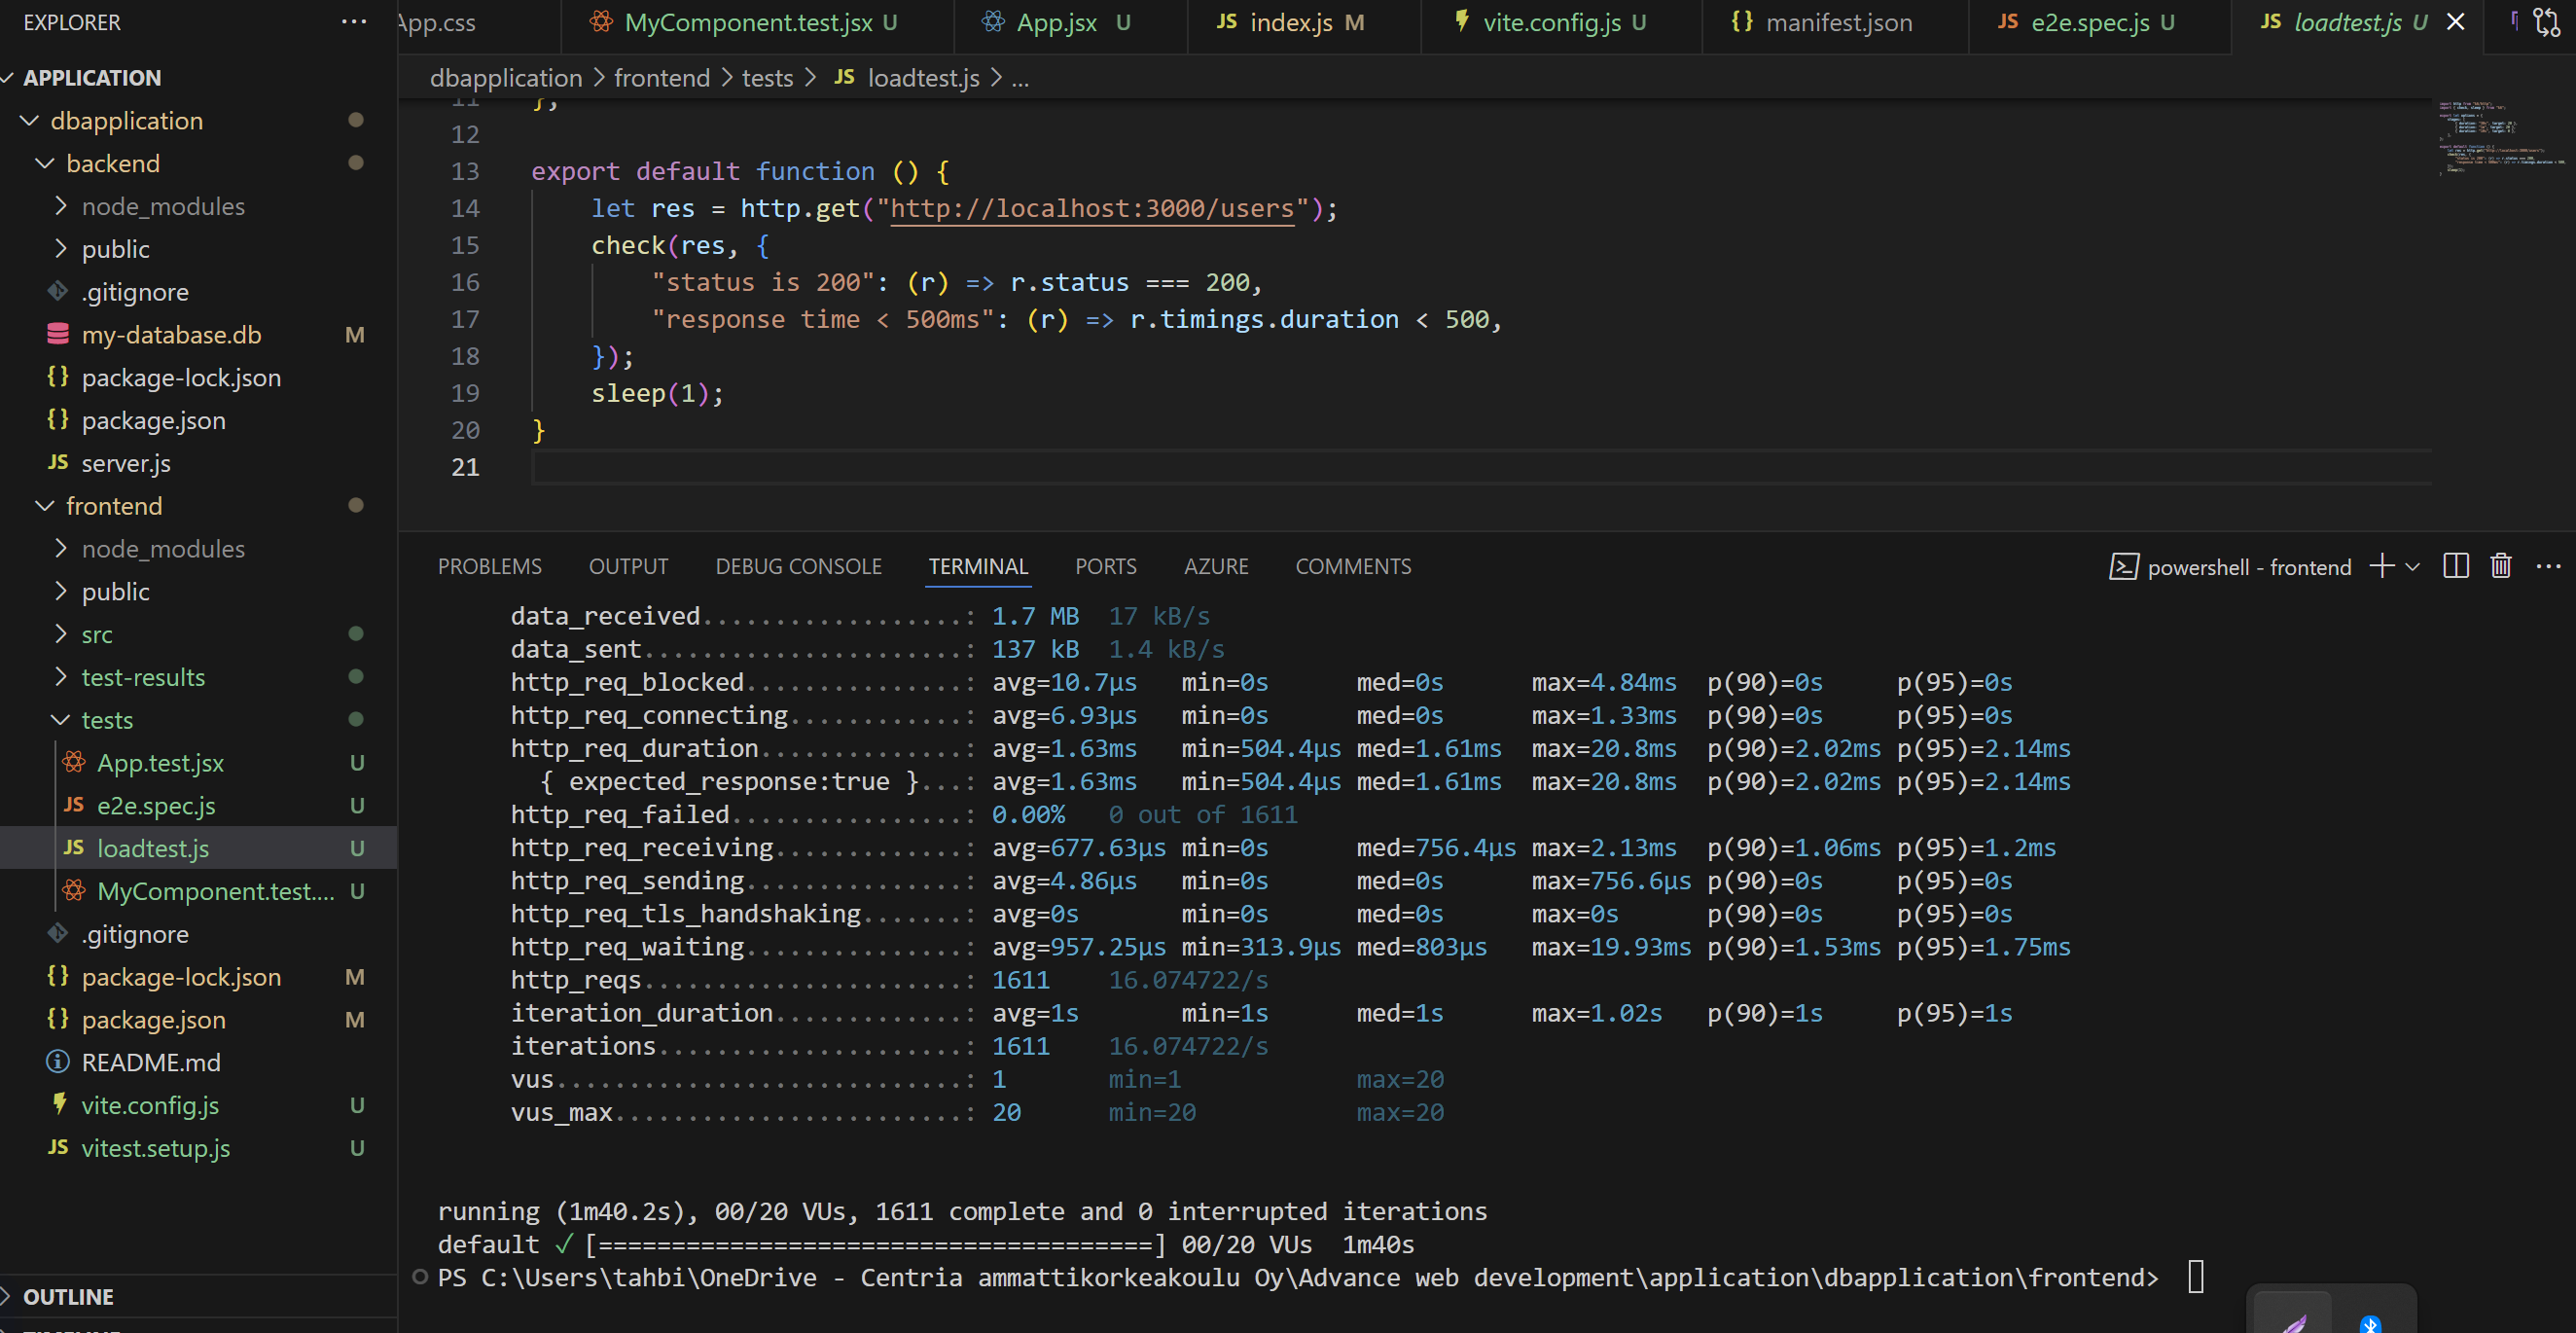 EXPLORER
APPLICATION
dbapplication
backend
node_modules
public
.gitignore
my-database.db M
package-lock.json
package.json
JS server.js
frontend
node_modules
public
src
test-results
tests
App.test.jsx U
JS e2e.spec.js U
JS loadtest.js U
MyComponent.test.... U
.gitignore
package-lock.json M
package.json M
README.md
vite.config.js U
JS vitest.setup.js U
OUTLINE
App.css
MyComponent.test.jsx U
App.jsx U
JS index.js M
vite.config.js U
manifest.json
JS e2e.spec.js U
JS loadtest.js U
dbapplication > frontend > tests > JS loadtest.js > ...
11 };
12
13 export default function () {
14 let res = http.get("http://localhost:3000/users");
15 check(res, {
16 "status is 200": (r) => r.status === 200,
17 "response time < 500ms": (r) => r.timings.duration < 500,
18 });
19 sleep(1);
20 }
21
PROBLEMS OUTPUT DEBUG CONSOLE TERMINAL PORTS AZURE COMMENTS
powershell - frontend
data_received..................: 1.7 MB 17 kB/s
data_sent......................: 137 kB 1.4 kB/s
http_req_blocked...............: avg=10.7µs min=0s med=0s max=4.84ms p(90)=0s p(95)=0s
http_req_connecting............: avg=6.93µs min=0s med=0s max=1.33ms p(90)=0s p(95)=0s
http_req_duration..............: avg=1.63ms min=504.4µs med=1.61ms max=20.8ms p(90)=2.02ms p(95)=2.14ms
{ expected_response:true }...: avg=1.63ms min=504.4µs med=1.61ms max=20.8ms p(90)=2.02ms p(95)=2.14ms
http_req_failed................: 0.00% 0 out of 1611
http_req_receiving.............: avg=677.63µs min=0s med=756.4µs max=2.13ms p(90)=1.06ms p(95)=1.2ms
http_req_sending...............: avg=4.86µs min=0s med=0s max=756.6µs p(90)=0s p(95)=0s
http_req_tls_handshaking.......: avg=0s min=0s med=0s max=0s p(90)=0s p(95)=0s
http_req_waiting...............: avg=957.25µs min=313.9µs med=803µs max=19.93ms p(90)=1.53ms p(95)=1.75ms
http_reqs......................: 1611 16.074722/s
iteration_duration.............: avg=1s min=1s med=1s max=1.02s p(90)=1s p(95)=1s
iterations.....................: 1611 16.074722/s
vus............................: 1 min=1 max=20
vus_max........................: 20 min=20 max=20
running (1m40.2s), 00/20 VUs, 1611 complete and 0 interrupted iterations
default ✓ [======================================] 00/20 VUs 1m40s
PS C:\Users\tahbi\OneDrive - Centria ammattikorkeakoulu Oy\Advance web development\application\dbapplication\frontend>